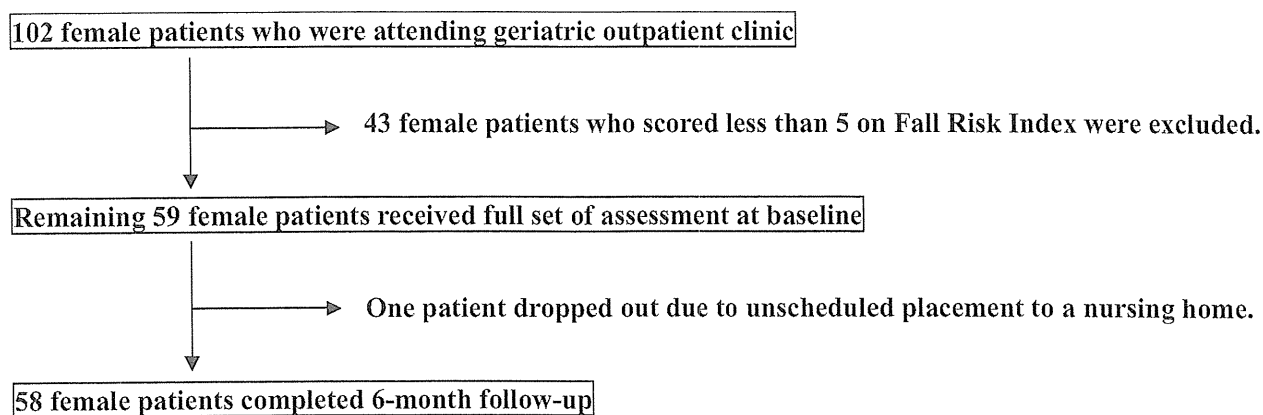 102 female patients who were attending geriatric outpatient clinic
43 female patients who scored less than 5 on Fall Risk Index were excluded.
Remaining 59 female patients received full set of assessment at baseline
One patient dropped out due to unscheduled placement to a nursing home.
58 female patients completed 6-month follow-up